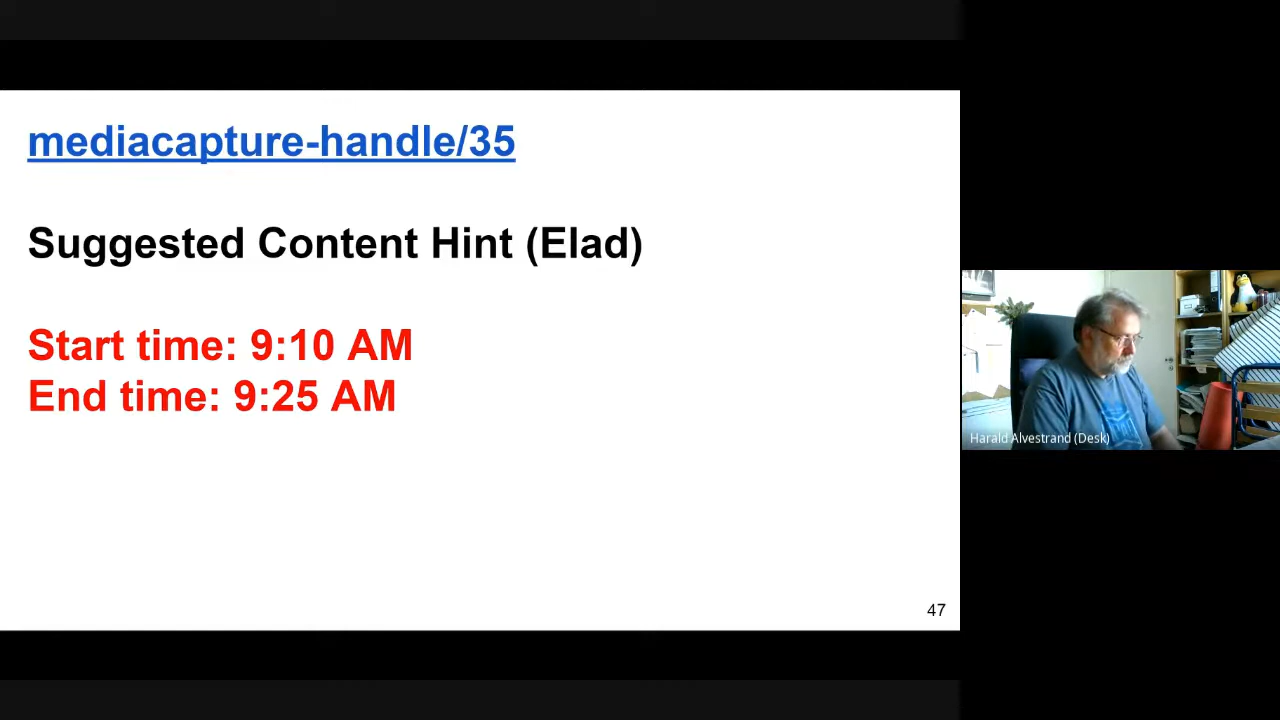 mediacapture-handle/35
Suggested Content Hint (Elad)
Start time: 9:10 AM
End time: 9:25 AM
47
Harald Alvestrand (Desk)